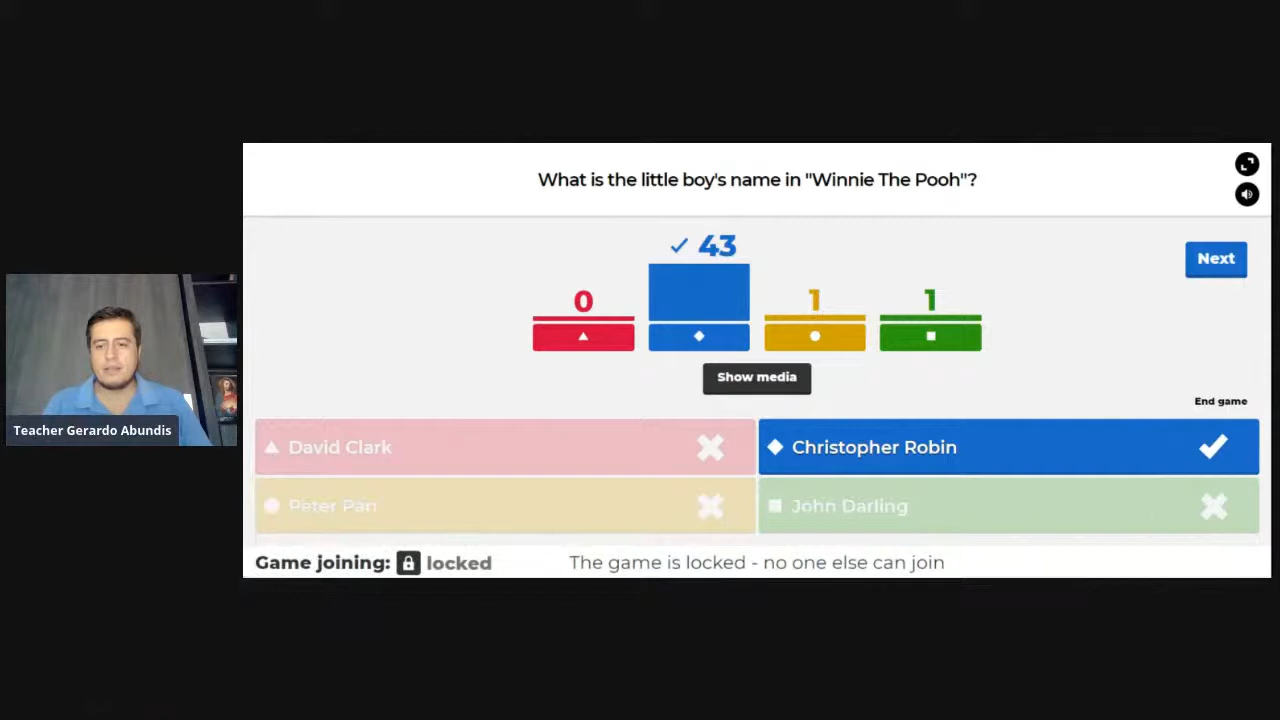 What is the little boy's name in "Winnie The Pooh"?
43
Next
0
1
1
Show media
End game
David Clark
Christopher Robin
Teacher Gerardo Abundis
Peter Pan
John Darling
Game joining: locked
The game is locked - no one else can join